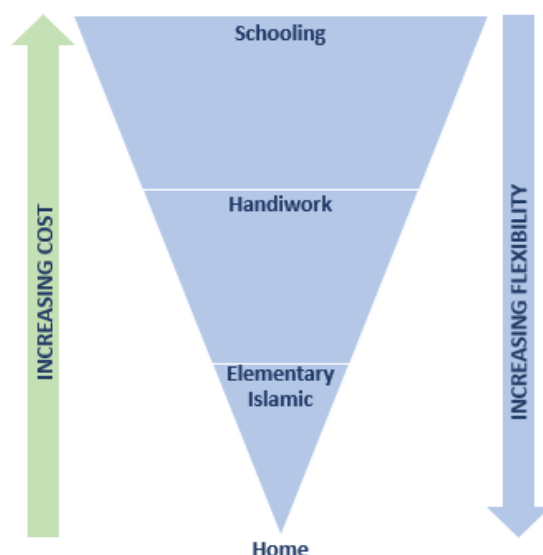 Schooling
INCREASING COST
Handiwork
INCREASING FLEXIBILITY
Elementary
Islamic
Home